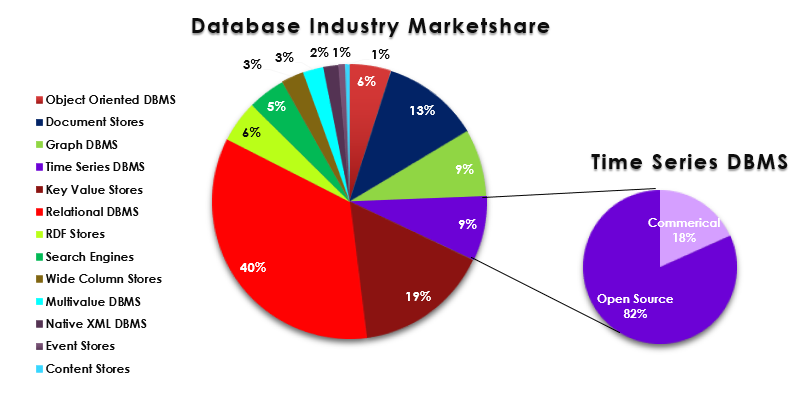 Database Industry Marketshare
3% 3% 2% 1% 1%
6%
13%
9%
9%
19%
40%
6%
5%
Object Oriented DBMS
Document Stores
Graph DBMS
Time Series DBMS
Key Value Stores
Relational DBMS
RDF Stores
Search Engines
Wide Column Stores
Multivalue DBMS
Native XML DBMS
Event Stores
Content Stores
Time Series DBMS
Commerical
18%
Open Source
82%